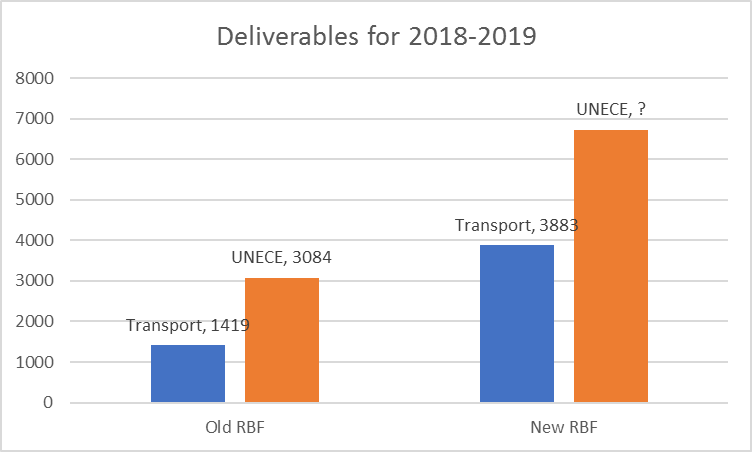 Deliverables for 2018-2019
8000
7000
6000
5000
4000
3000
2000
1000
0
Transport, 1419
UNECE, 3084
Transport, 3883
UNECE, ?
Old RBF
New RBF